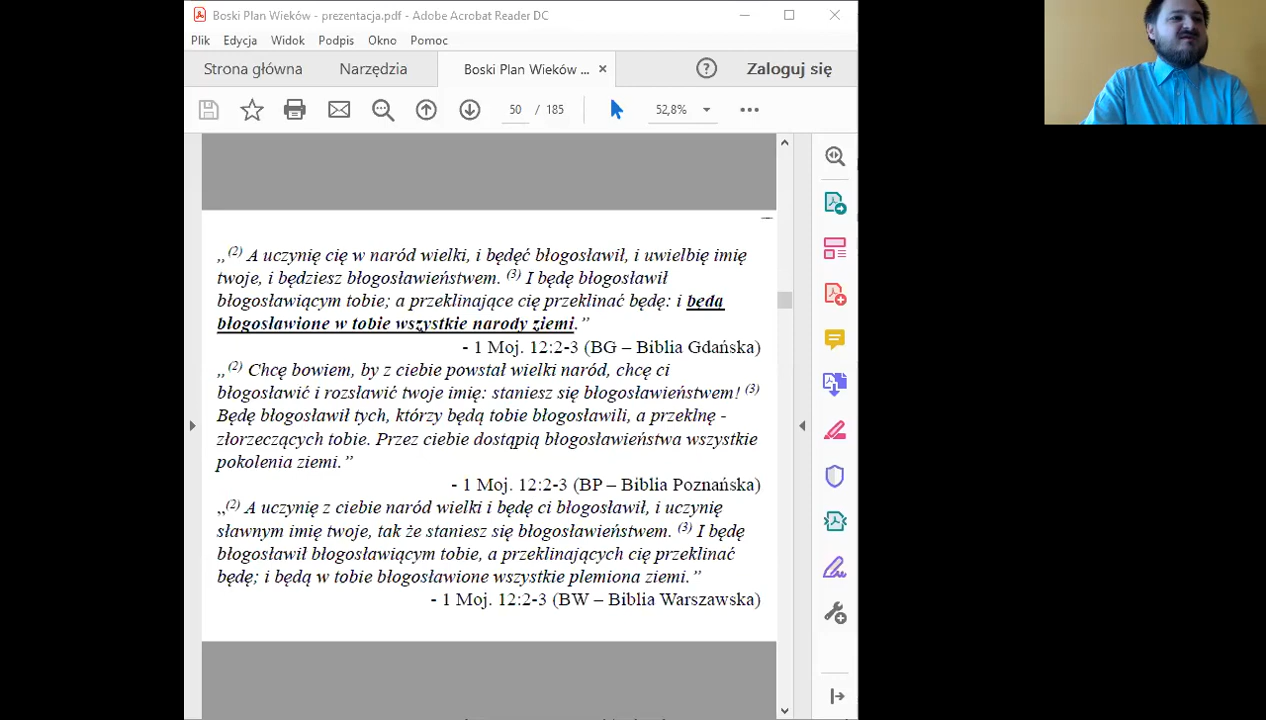 Boski Plan Wieków - prezentacja.pdf - Adobe Acrobat Reader DC
Plik Edycja Widok Podpis Okno Pomoc
Strona główna Narzędzia Boski Plan Wieków ... × Zaloguj się
50 / 185 52,8%
„⁽²⁾ A uczynię cię w naród wielki, i będęć błogosławił, i uwielbię imię
twoje, i będziesz błogosławieństwem. ⁽³⁾ I będę błogosławił
błogosławiącym tobie; a przeklinające cię przeklinać będę: i będą
błogosławione w tobie wszystkie narody ziemi.”
- 1 Moj. 12:2-3 (BG – Biblia Gdańska)
„⁽²⁾ Chcę bowiem, by z ciebie powstał wielki naród, chcę ci
błogosławić i rozsławić twoje imię: staniesz się błogosławieństwem! ⁽³⁾
Będę błogosławił tych, którzy będą tobie błogosławili, a przeklnę -
złorzeczących tobie. Przez ciebie dostąpią błogosławieństwa wszystkie
pokolenia ziemi.”
- 1 Moj. 12:2-3 (BP – Biblia Poznańska)
„⁽²⁾ A uczynię z ciebie naród wielki i będę ci błogosławił, i uczynię
sławnym imię twoje, tak że staniesz się błogosławieństwem. ⁽³⁾ I będę
błogosławił błogosławiącym tobie, a przeklinających cię przeklinać
będę; i będą w tobie błogosławione wszystkie plemiona ziemi.”
- 1 Moj. 12:2-3 (BW – Biblia Warszawska)